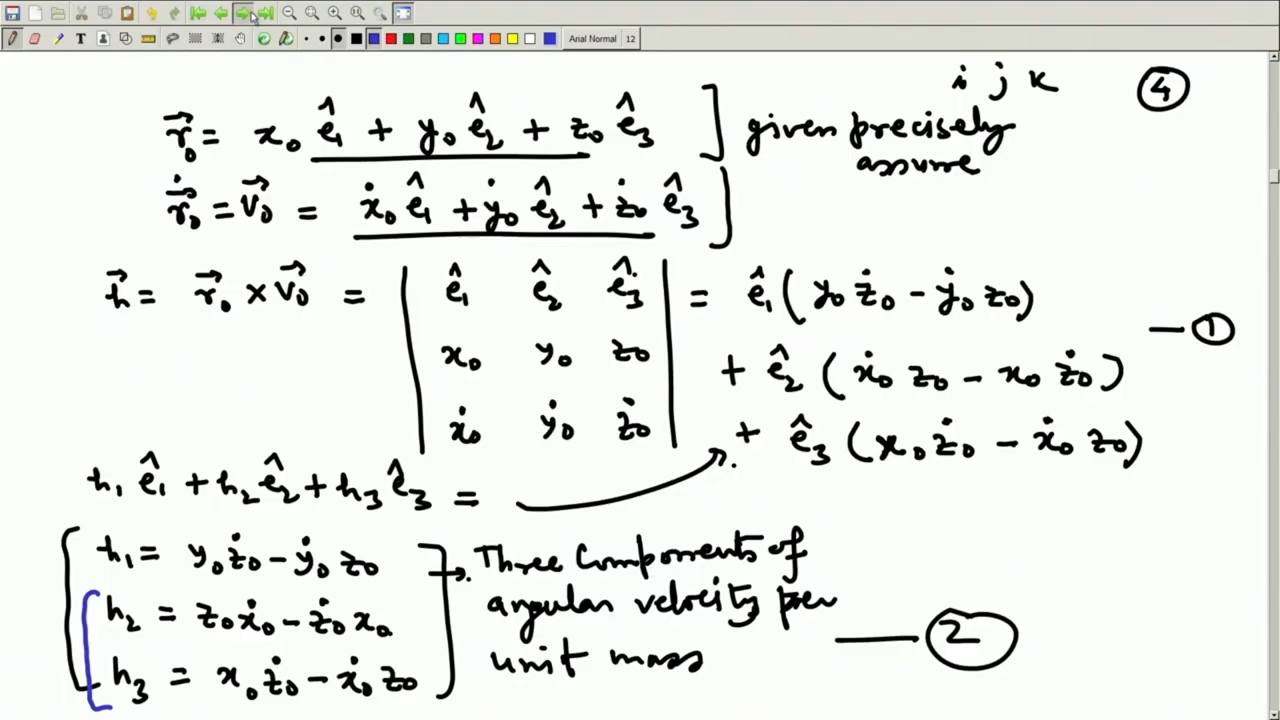 T Arial Normal 12
i j k ④
r⃗₀ = x₀ ê₁ + y₀ ê₂ + z₀ ê₃ ] given precisely
assume
ṙ⃗₀ = v⃗₀ = ẋ₀ ê₁ + ẏ₀ ê₂ + ż₀ ê₃ ]
h⃗ = r⃗₀ × v⃗₀ = | ê₁ ê₂ ê₃ | = ê₁ ( y₀ ż₀ − ẏ₀ z₀ )
— ①
| x₀ y₀ z₀ | + ê₂ ( ẋ₀ z₀ − x₀ ż₀ )
| ẋ₀ ẏ₀ ż₀ | + ê₃ ( x₀ ż₀ − ẋ₀ z₀ )
h₁ ê₁ + h₂ ê₂ + h₃ ê₃ =
h₁ = y₀ ż₀ − ẏ₀ z₀
h₂ = z₀ ẋ₀ − ż₀ x₀
h₃ = x₀ ż₀ − ẋ₀ z₀
Three Components of
angular velocity per
unit mass
— ②